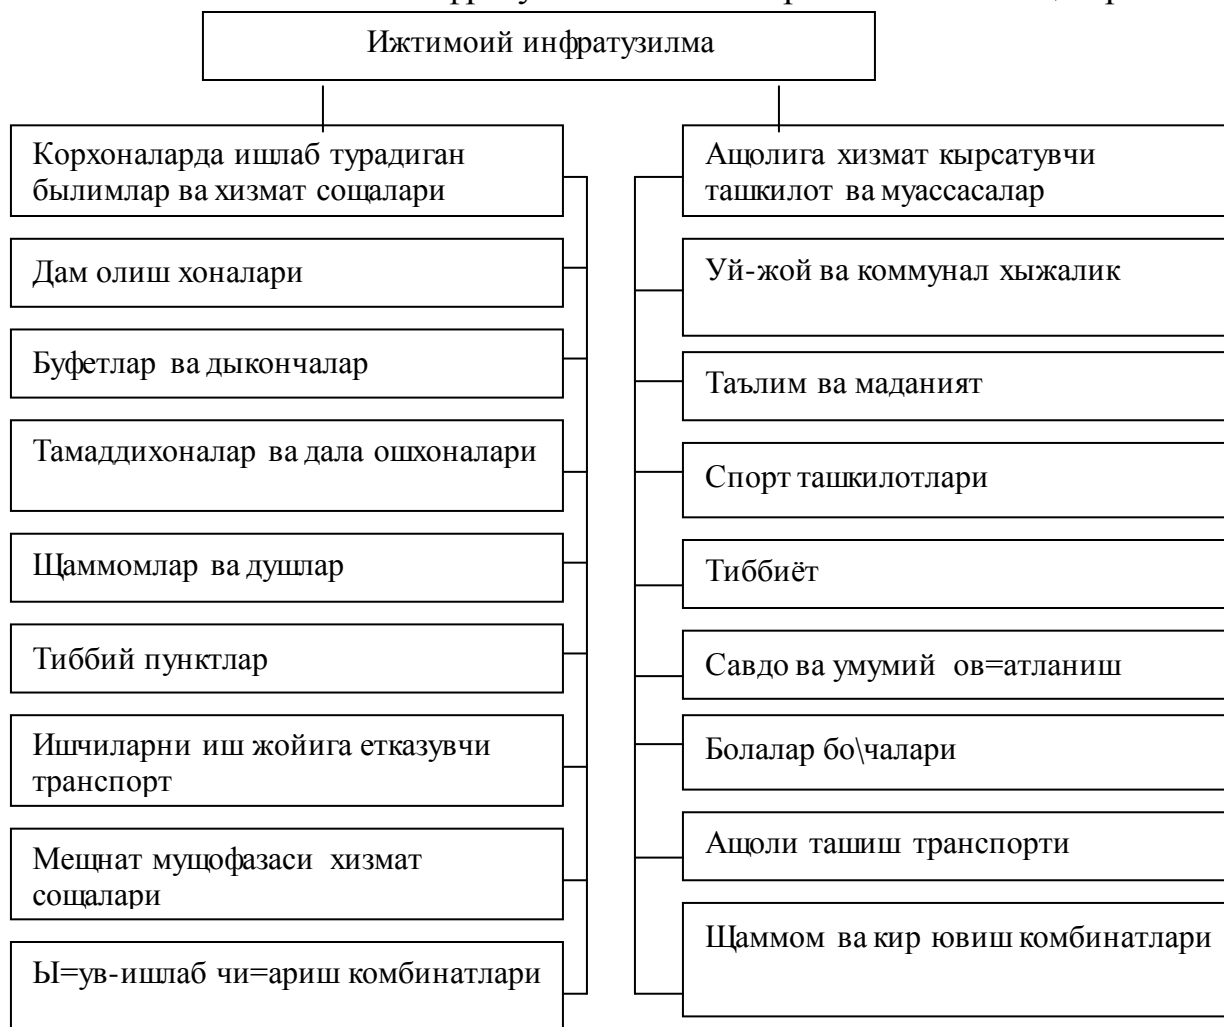 Ижтимоий инфратузилма
Корхоналарда ишлаб турадиган
былимлар ва хизмат сощалари
Дам олиш хоналари
Буфетлар ва дыкончалар
Тамаддихоналар ва дала ошхоналари
Щаммомлар ва душлар
Тиббий пунктлар
Ишчиларни иш жойига етказувчи
транспорт
Мещнат мущофазаси хизмат
сощалари
Ы=ув-ишлаб чи=ариш комбинатлари
Ащолига хизмат кырсатувчи
ташкилот ва муассасалар
Уй-жой ва коммунал хыжалик
Таълим ва маданият
Спорт ташкилотлари
Тиббиёт
Савдо ва умумий ов=атланиш
Болалар бо\чалари
Ащоли ташиш транспорти
Щаммом ва кир ювиш комбинатлари